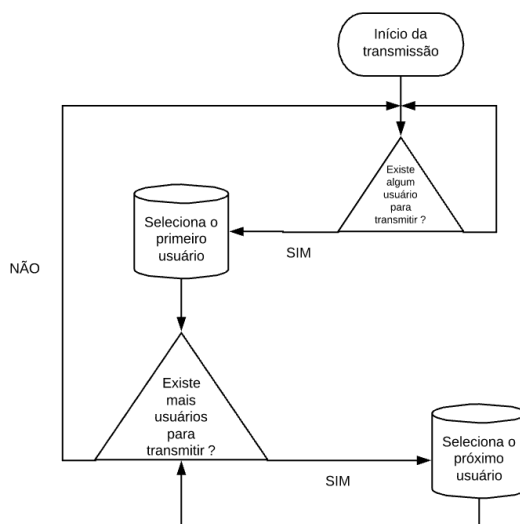 Início da
transmissão
Existe
algum
usuário
para
transmitir ?
Seleciona o
primeiro
usuário
SIM
NÃO
Existe
mais
usuários
para
transmitir ?
SIM
Seleciona o
próximo
usuário